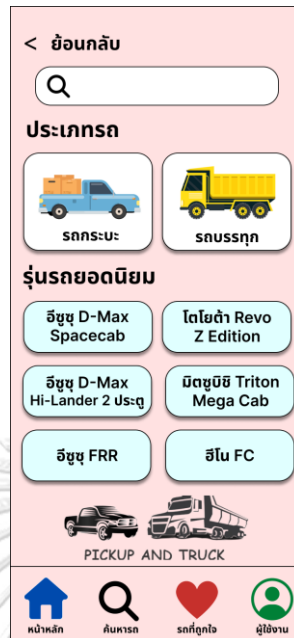 < ย้อนกลับ
ประเภทรถ
รถกระบะ
รถบรรทุก
รุ่นรถยอดนิยม
อีซูซุ D-Max
Spacecab
โตโยต้า Revo
Z Edition
อีซูซุ D-Max
Hi-Lander 2 ประตู
มิตซูบิชิ Triton
Mega Cab
อีซูซุ FRR
ฮีโน FC
PICKUP AND TRUCK
หน้าหลัก
ค้นหารถ
รถที่ถูกใจ
ผู้ใช้งาน